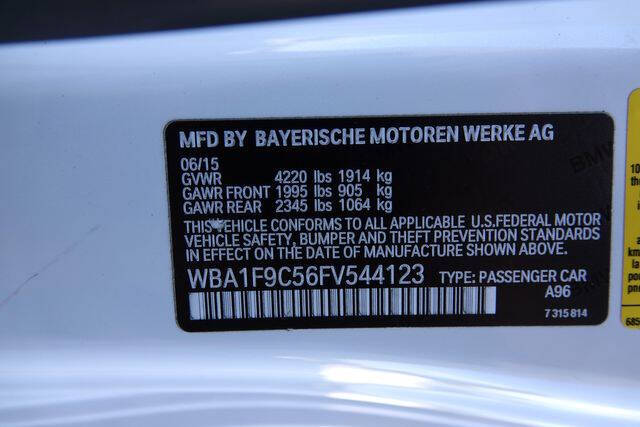 MFD BY BAYERISCHE MOTOREN WERKE AG
06/15
GVWR 4220 lbs 1914 kg
GAWR FRONT 1995 lbs 905 kg
GAWR REAR 2345 lbs 1064 kg
THIS VEHICLE CONFORMS TO ALL APPLICABLE U.S.FEDERAL MOTOR
VEHICLE SAFETY, BUMPER AND THEFT PREVENTION STANDARDS
IN EFFECT ON THE DATE OF MANUFACTURE SHOWN ABOVE.
WBA1F9C56FV544123 TYPE: PASSENGER CAR
A96
7 315 814